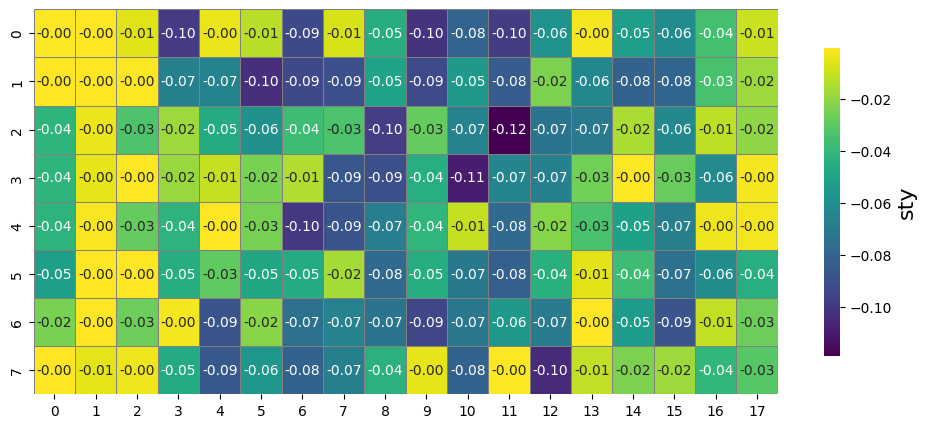 0 -0.00 -0.00 -0.01 -0.10 -0.00 -0.01 -0.09 -0.01 -0.05 -0.10 -0.08 -0.10 -0.06 -0.00 -0.05 -0.06 -0.04 -0.01
1 -0.00 -0.00 -0.00 -0.07 -0.07 -0.10 -0.09 -0.09 -0.05 -0.09 -0.05 -0.08 -0.02 -0.06 -0.08 -0.08 -0.03 -0.02
2 -0.04 -0.00 -0.03 -0.02 -0.05 -0.06 -0.04 -0.03 -0.10 -0.03 -0.07 -0.12 -0.07 -0.07 -0.02 -0.06 -0.01 -0.02
3 -0.04 -0.00 -0.00 -0.02 -0.01 -0.02 -0.01 -0.09 -0.09 -0.04 -0.11 -0.07 -0.07 -0.03 -0.00 -0.03 -0.06 -0.00
4 -0.04 -0.00 -0.03 -0.04 -0.00 -0.03 -0.10 -0.09 -0.07 -0.04 -0.01 -0.08 -0.02 -0.03 -0.05 -0.07 -0.00 -0.00
5 -0.05 -0.00 -0.00 -0.05 -0.03 -0.05 -0.05 -0.02 -0.08 -0.05 -0.07 -0.08 -0.04 -0.01 -0.04 -0.07 -0.06 -0.04
6 -0.02 -0.00 -0.03 -0.00 -0.09 -0.02 -0.07 -0.07 -0.07 -0.09 -0.07 -0.06 -0.07 -0.00 -0.05 -0.09 -0.01 -0.03
7 -0.00 -0.01 -0.00 -0.05 -0.09 -0.06 -0.08 -0.07 -0.04 -0.00 -0.08 -0.00 -0.10 -0.01 -0.02 -0.02 -0.04 -0.03
0 1 2 3 4 5 6 7 8 9 10 11 12 13 14 15 16 17
−0.02
−0.04
−0.06
−0.08
−0.10
sty